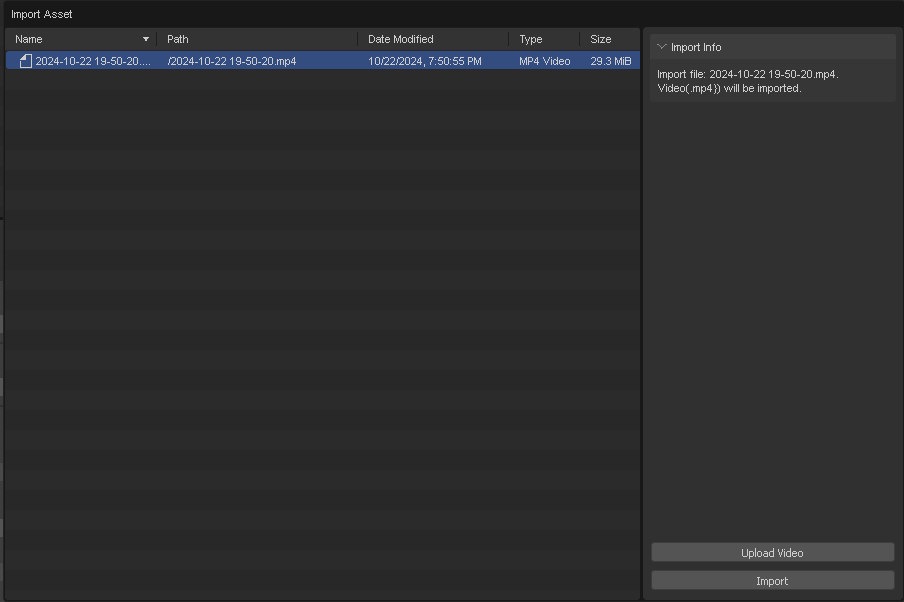 Import Asset
Name Path Date Modified Type Size
2024-10-22 19-50-20.... /2024-10-22 19-50-20.mp4 10/22/2024, 7:50:55 PM MP4 Video 29.3 MiB
Import Info
Import file: 2024-10-22 19-50-20.mp4.
Video(.mp4}) will be imported.
Upload Video
Import